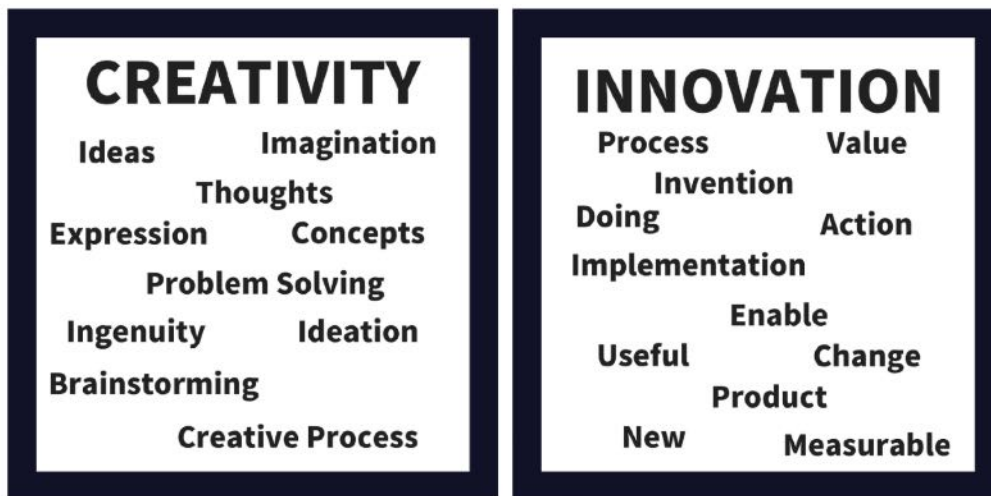 CREATIVITY
Ideas
Imagination
Thoughts
Expression
Concepts
Problem Solving
Ingenuity
Ideation
Brainstorming
Creative Process
INNOVATION
Process
Value
Invention
Doing
Action
Implementation
Enable
Useful
Change
Product
New
Measurable